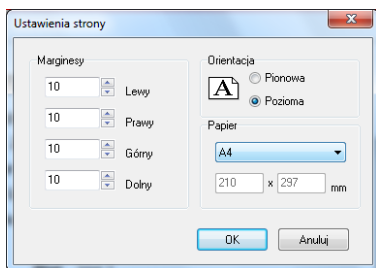 Ustawienia strony
Marginesy
10 Lewy
10 Prawy
10 Górny
10 Dolny
Orientacja
A
Pionowa
Pozioma
Papier
A4
210 x 297 mm
OK Anuluj